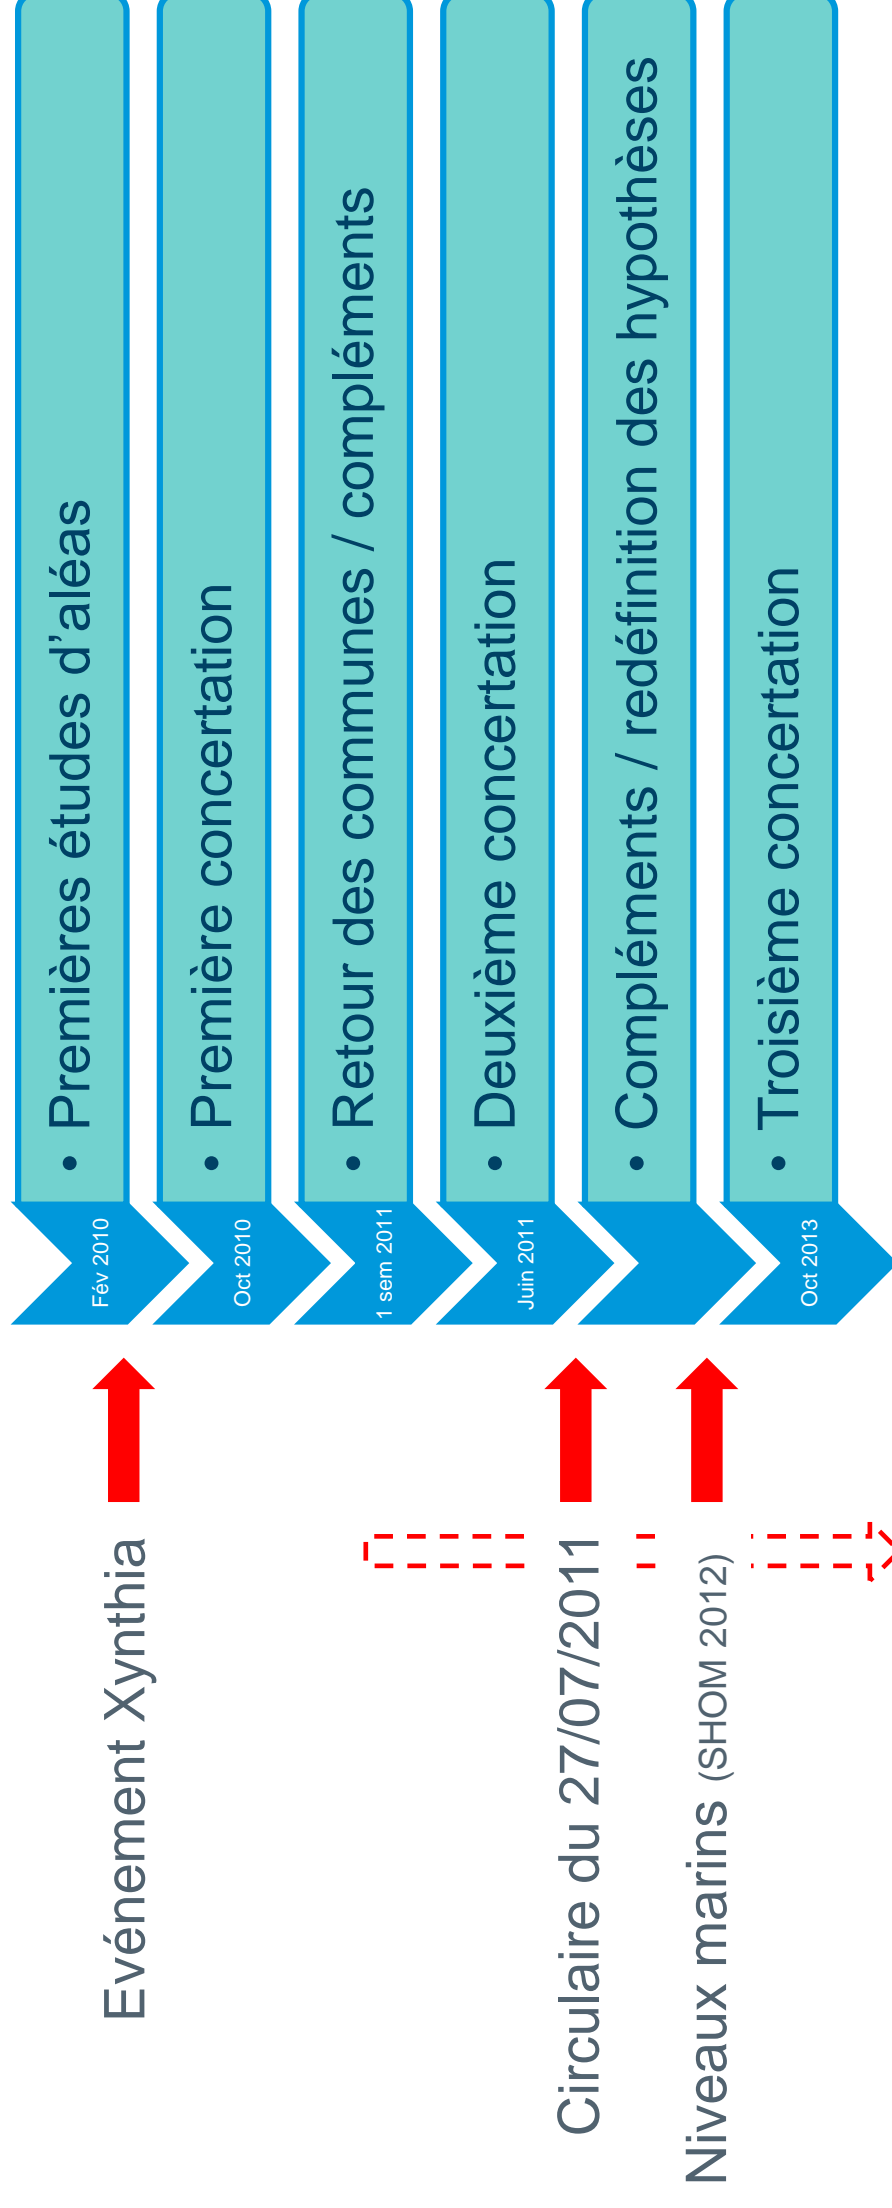 Evénement Xynthia
Fév 2010
• Premières études d’aléas
Oct 2010
• Première concertation
1 sem 2011
• Retour des communes / compléments
Juin 2011
• Deuxième concertation
Circulaire du 27/07/2011
• Compléments / redéfinition des hypothèses
Niveaux marins (SHOM 2012)
Oct 2013
• Troisième concertation